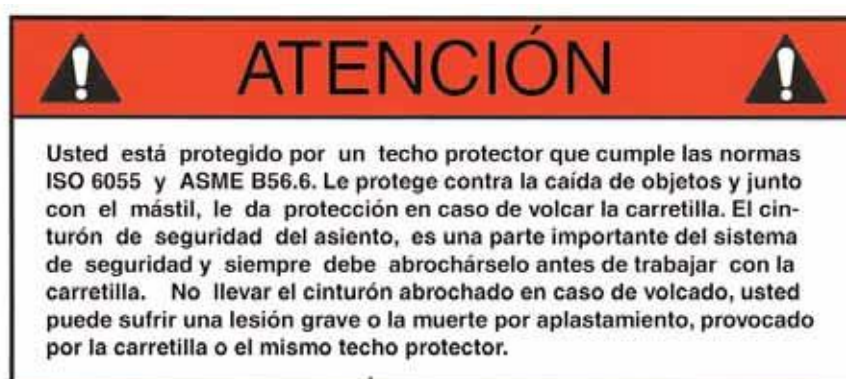 ATENCIÓN
Usted está protegido por un techo protector que cumple las normas
ISO 6055 y ASME B56.6. Le protege contra la caída de objetos y junto
con el mástil, le da protección en caso de volcar la carretilla. El cin-
turón de seguridad del asiento, es una parte importante del sistema
de seguridad y siempre debe abrochárselo antes de trabajar con la
carretilla. No llevar el cinturón abrochado en caso de volcado, usted
puede sufrir una lesión grave o la muerte por aplastamiento, provocado
por la carretilla o el mismo techo protector.